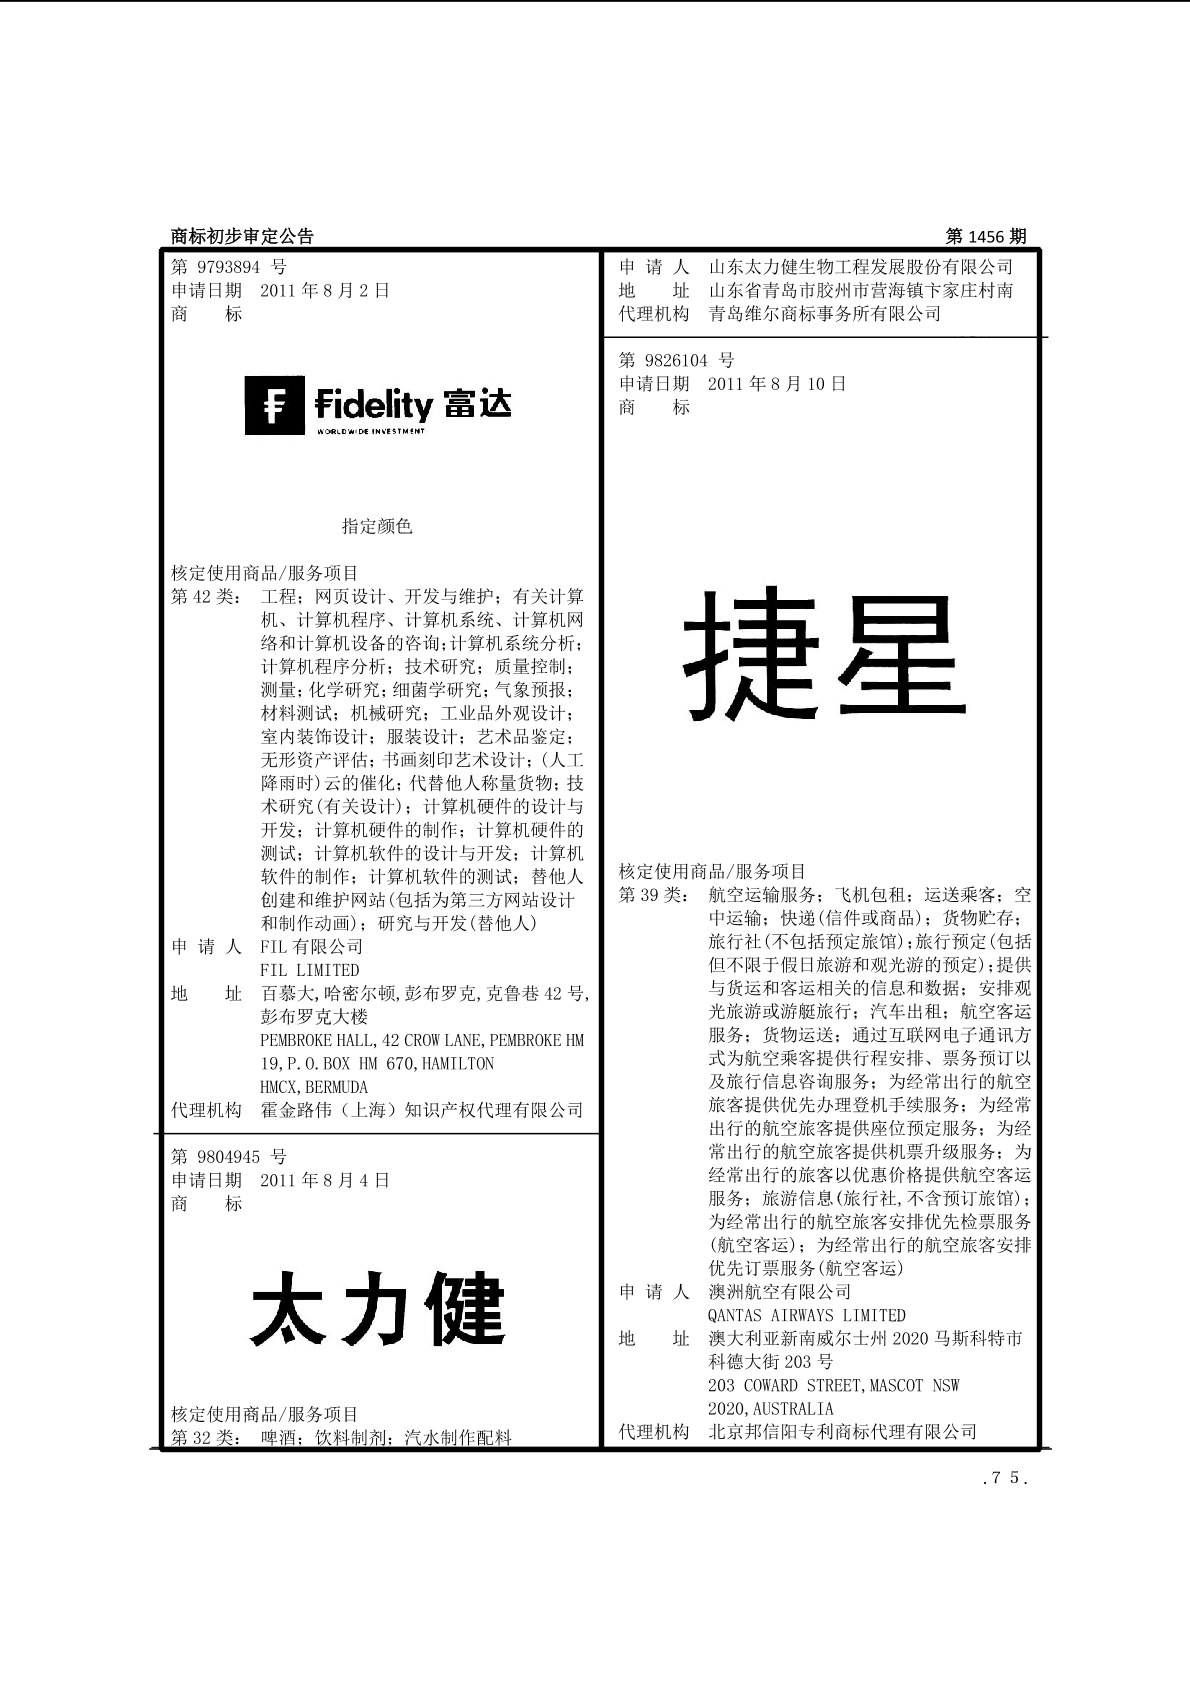 商标初步审定公告
第 1456 期
第 9793894 号
申请日期 2011 年 8 月 2 日
商 标
Fidelity 富达
WORLDWIDE INVESTMENT
指定颜色
核定使用商品/服务项目
第 42 类： 工程；网页设计、开发与维护；有关计算
机、计算机程序、计算机系统、计算机网
络和计算机设备的咨询；计算机系统分析；
计算机程序分析；技术研究；质量控制；
测量；化学研究；细菌学研究；气象预报；
材料测试；机械研究；工业品外观设计；
室内装饰设计；服装设计；艺术品鉴定；
无形资产评估；书画刻印艺术设计；(人工
降雨时)云的催化；代替他人称量货物；技
术研究(有关设计)；计算机硬件的设计与
开发；计算机硬件的制作；计算机硬件的
测试；计算机软件的设计与开发；计算机
软件的制作；计算机软件的测试；替他人
创建和维护网站(包括为第三方网站设计
和制作动画)；研究与开发(替他人)
申 请 人 FIL 有限公司
FIL LIMITED
地 址 百慕大,哈密尔顿,彭布罗克,克鲁巷 42 号,
彭布罗克大楼
PEMBROKE HALL,42 CROW LANE,PEMBROKE HM
19,P.O.BOX HM 670,HAMILTON
HMCX,BERMUDA
代理机构 霍金路伟（上海）知识产权代理有限公司
第 9804945 号
申请日期 2011 年 8 月 4 日
商 标
太力健
核定使用商品/服务项目
第 32 类： 啤酒；饮料制剂；汽水制作配料
申 请 人 山东太力健生物工程发展股份有限公司
地 址 山东省青岛市胶州市营海镇卞家庄村南
代理机构 青岛维尔商标事务所有限公司
第 9826104 号
申请日期 2011 年 8 月 10 日
商 标
捷星
核定使用商品/服务项目
第 39 类： 航空运输服务；飞机包租；运送乘客；空
中运输；快递(信件或商品)；货物贮存；
旅行社(不包括预定旅馆)；旅行预定(包括
但不限于假日旅游和观光游的预定)；提供
与货运和客运相关的信息和数据；安排观
光旅游或游艇旅行；汽车出租；航空客运
服务；货物运送；通过互联网电子通讯方
式为航空乘客提供行程安排、票务预订以
及旅行信息咨询服务；为经常出行的航空
旅客提供优先办理登机手续服务；为经常
出行的航空旅客提供座位预定服务；为经
常出行的航空旅客提供机票升级服务；为
经常出行的旅客以优惠价格提供航空客运
服务；旅游信息(旅行社,不含预订旅馆)；
为经常出行的航空旅客安排优先检票服务
(航空客运)；为经常出行的航空旅客安排
优先订票服务(航空客运)
申 请 人 澳洲航空有限公司
QANTAS AIRWAYS LIMITED
地 址 澳大利亚新南威尔士州 2020 马斯科特市
科德大街 203 号
203 COWARD STREET,MASCOT NSW
2020,AUSTRALIA
代理机构 北京邦信阳专利商标代理有限公司
.75.